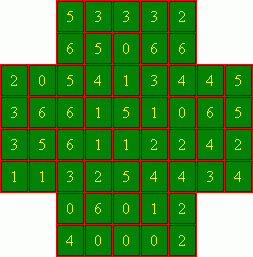 5 3 3 3 2
6 5 0 6 6
2 0 5 4 1 3 4 4 5
3 6 6 1 5 1 0 6 5
3 5 6 1 1 2 2 4 2
1 1 3 2 5 4 4 3 4
0 6 0 1 2
4 0 0 0 2